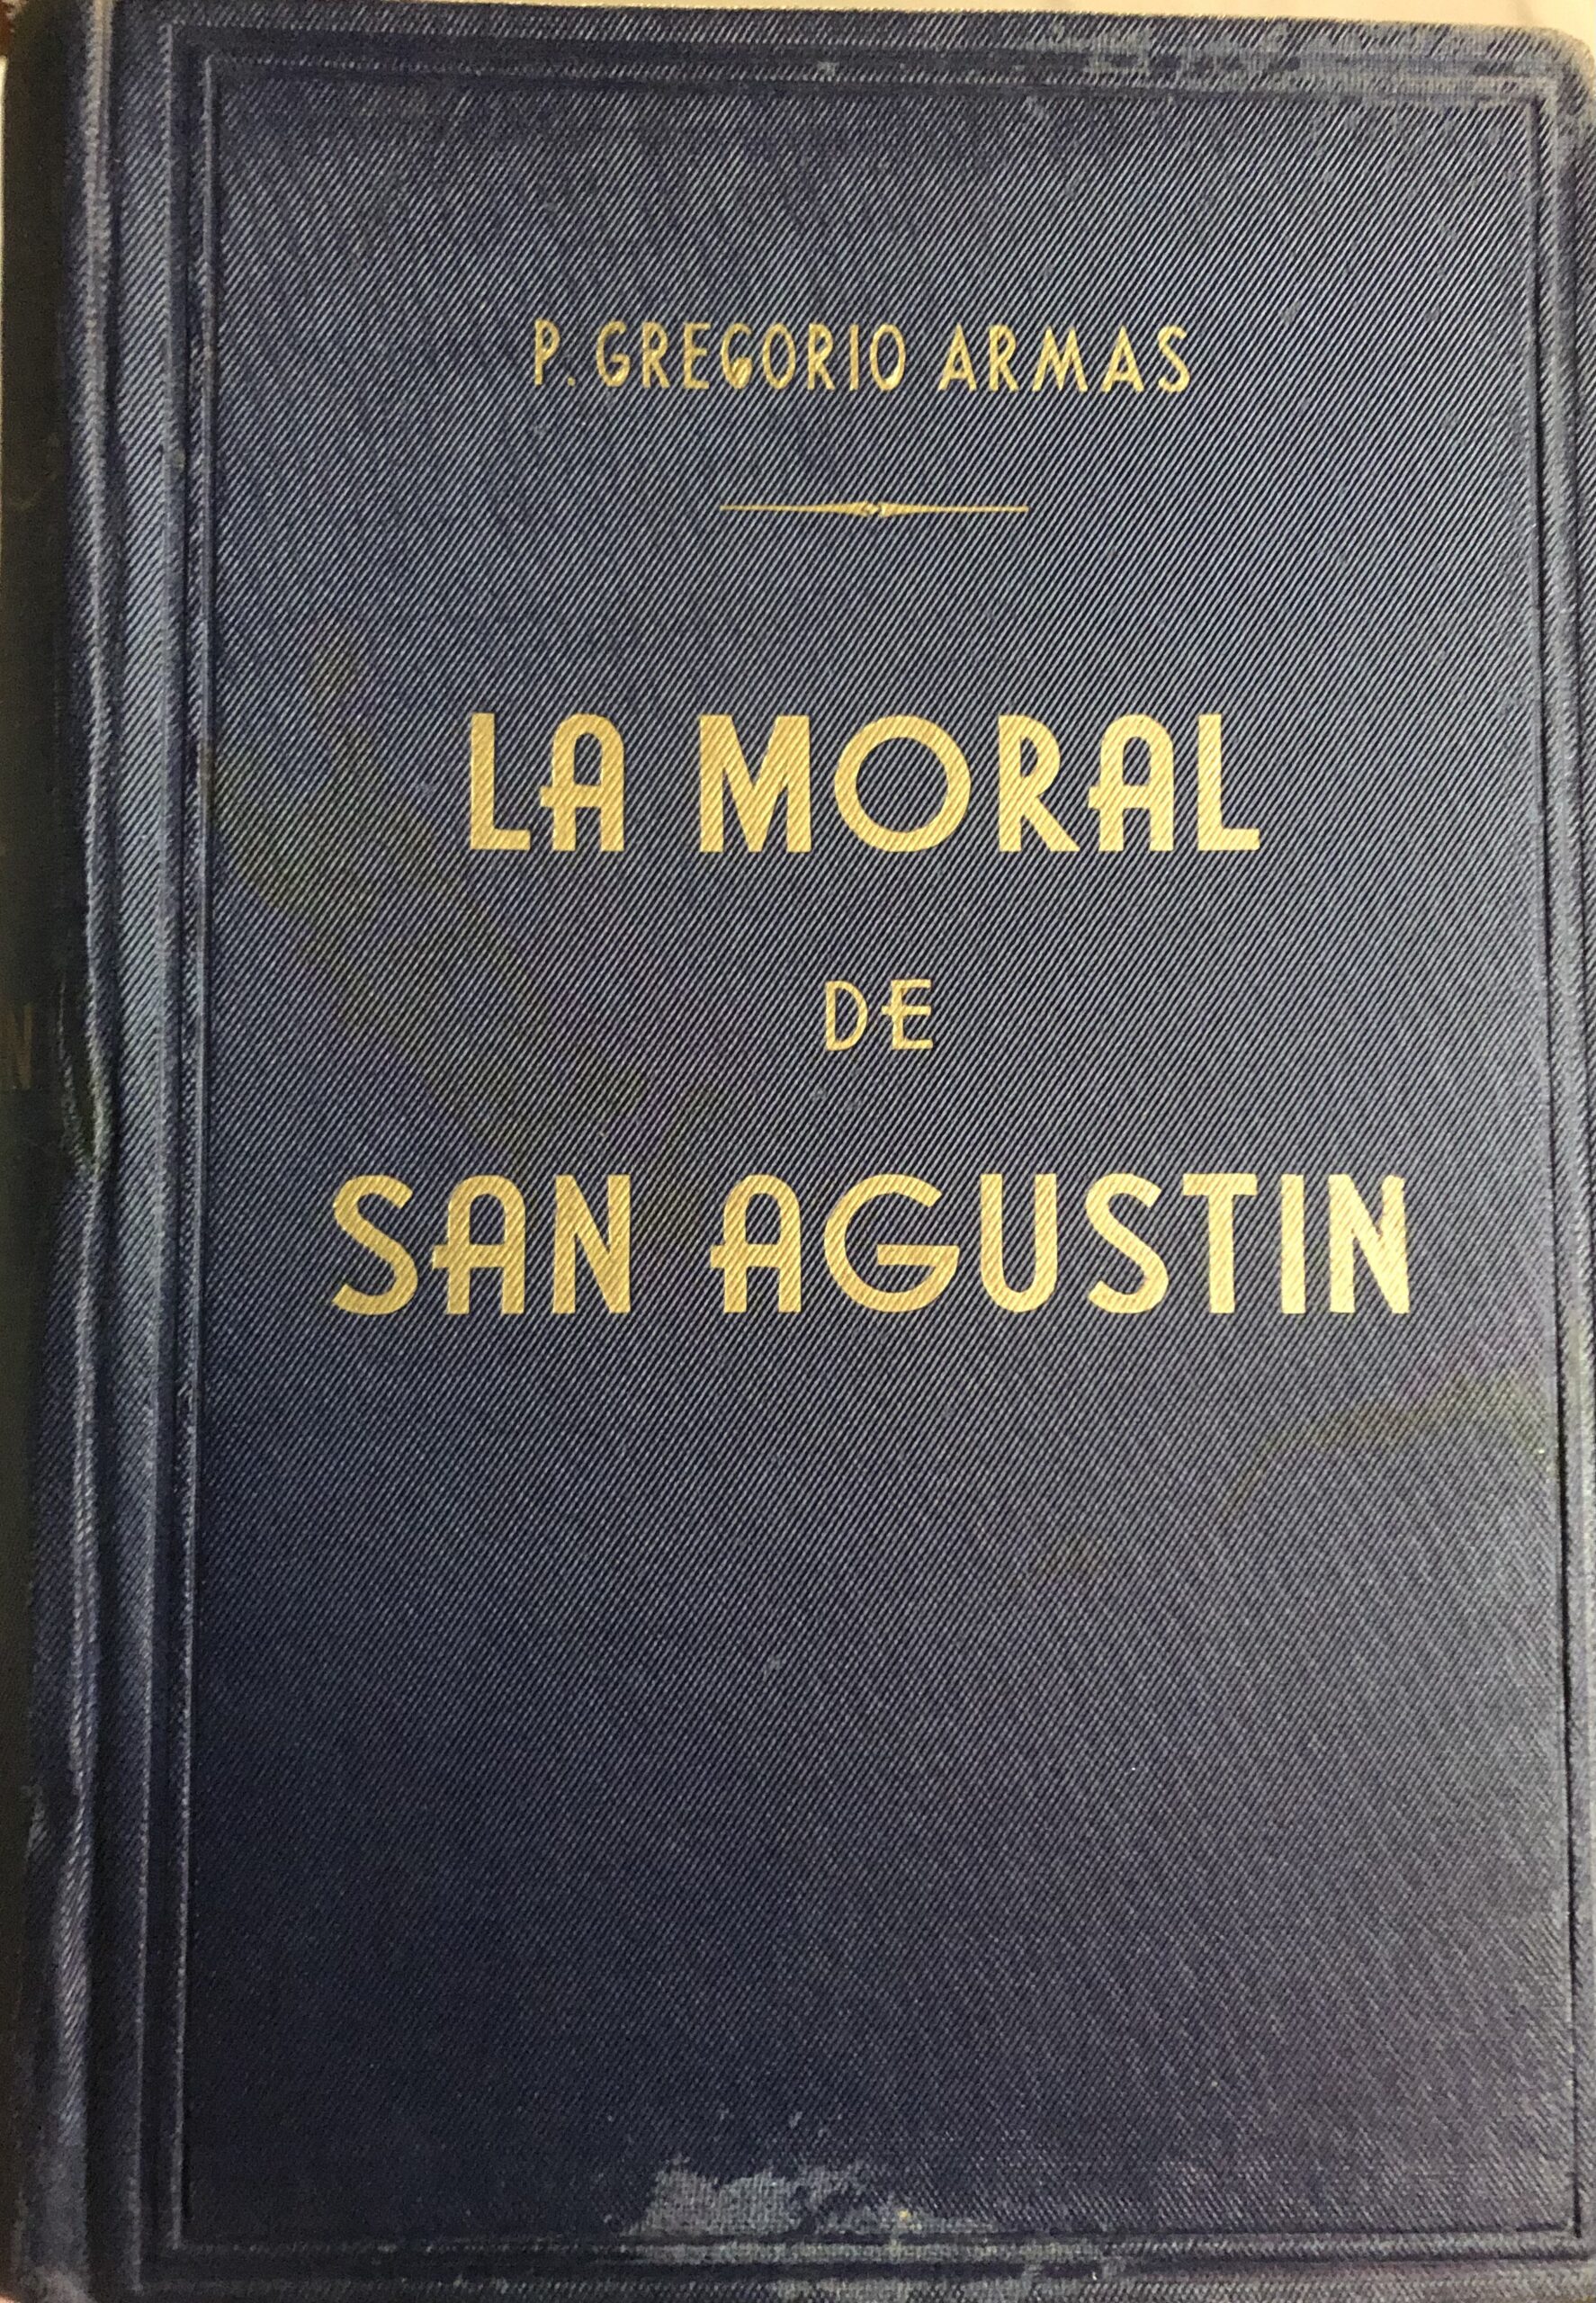 P. GREGORIO ARMAS
LA MORAL
DE
SAN AGUSTIN